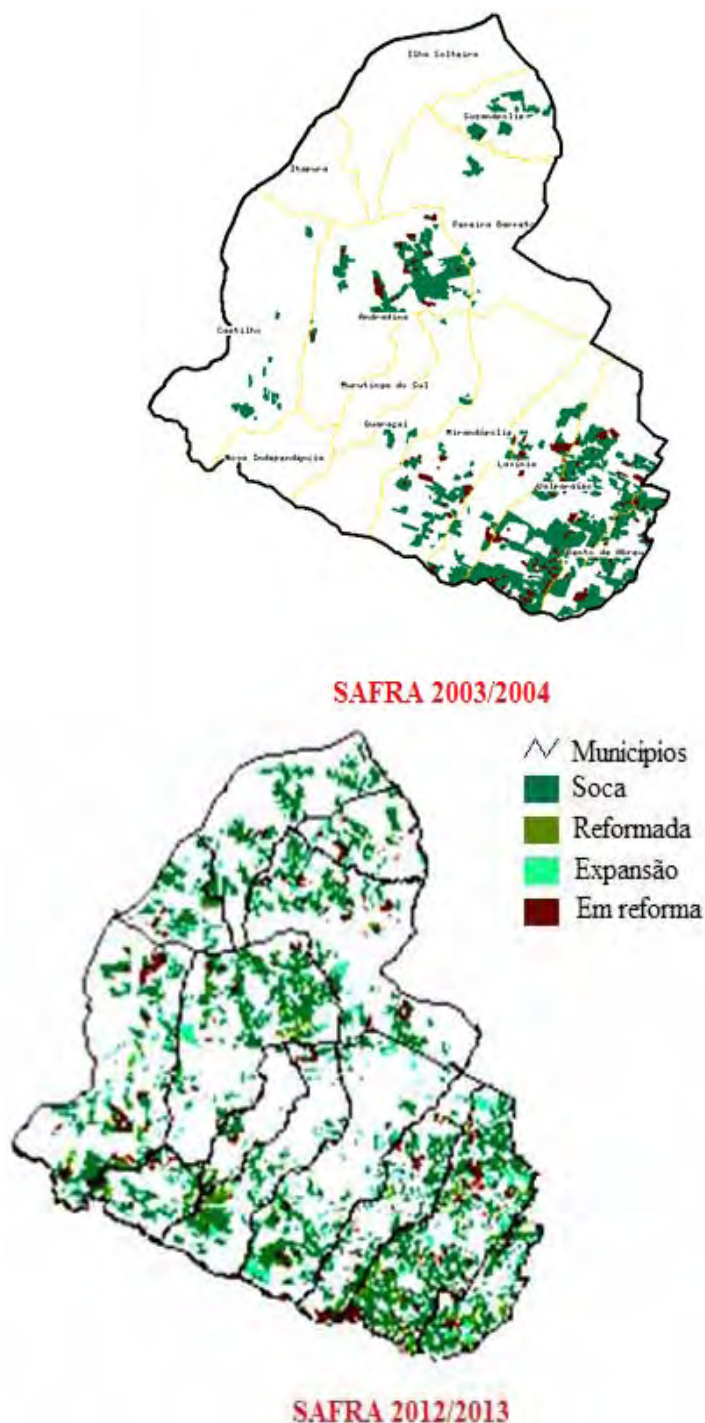 Ilha Solteira
Suzanápolis
Itapura
Pereira Barreto
Andradina
Castilho
Murutinga do Sul
Guaraçai
Mirandópolis
Nova Independência
Lavínia
Valparaíso
Bento de Abreu
SAFRA 2003/2004
Municipios
Soca
Reformada
Expansão
Em reforma
SAFRA 2012/2013